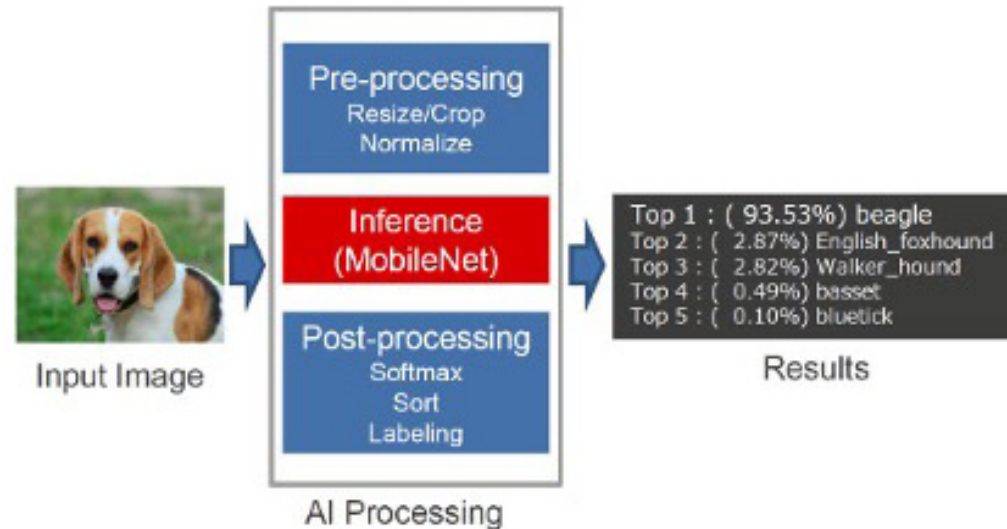 Pre-processing
Resize/Crop
Normalize
Inference
(MobileNet)
Post-processing
Softmax
Sort
Labeling
Input Image
AI Processing
Top 1 : ( 93.53%) beagle
Top 2 : ( 2.87%) English_foxhound
Top 3 : ( 2.82%) Walker_hound
Top 4 : ( 0.49%) basset
Top 5 : ( 0.10%) bluetick
Results